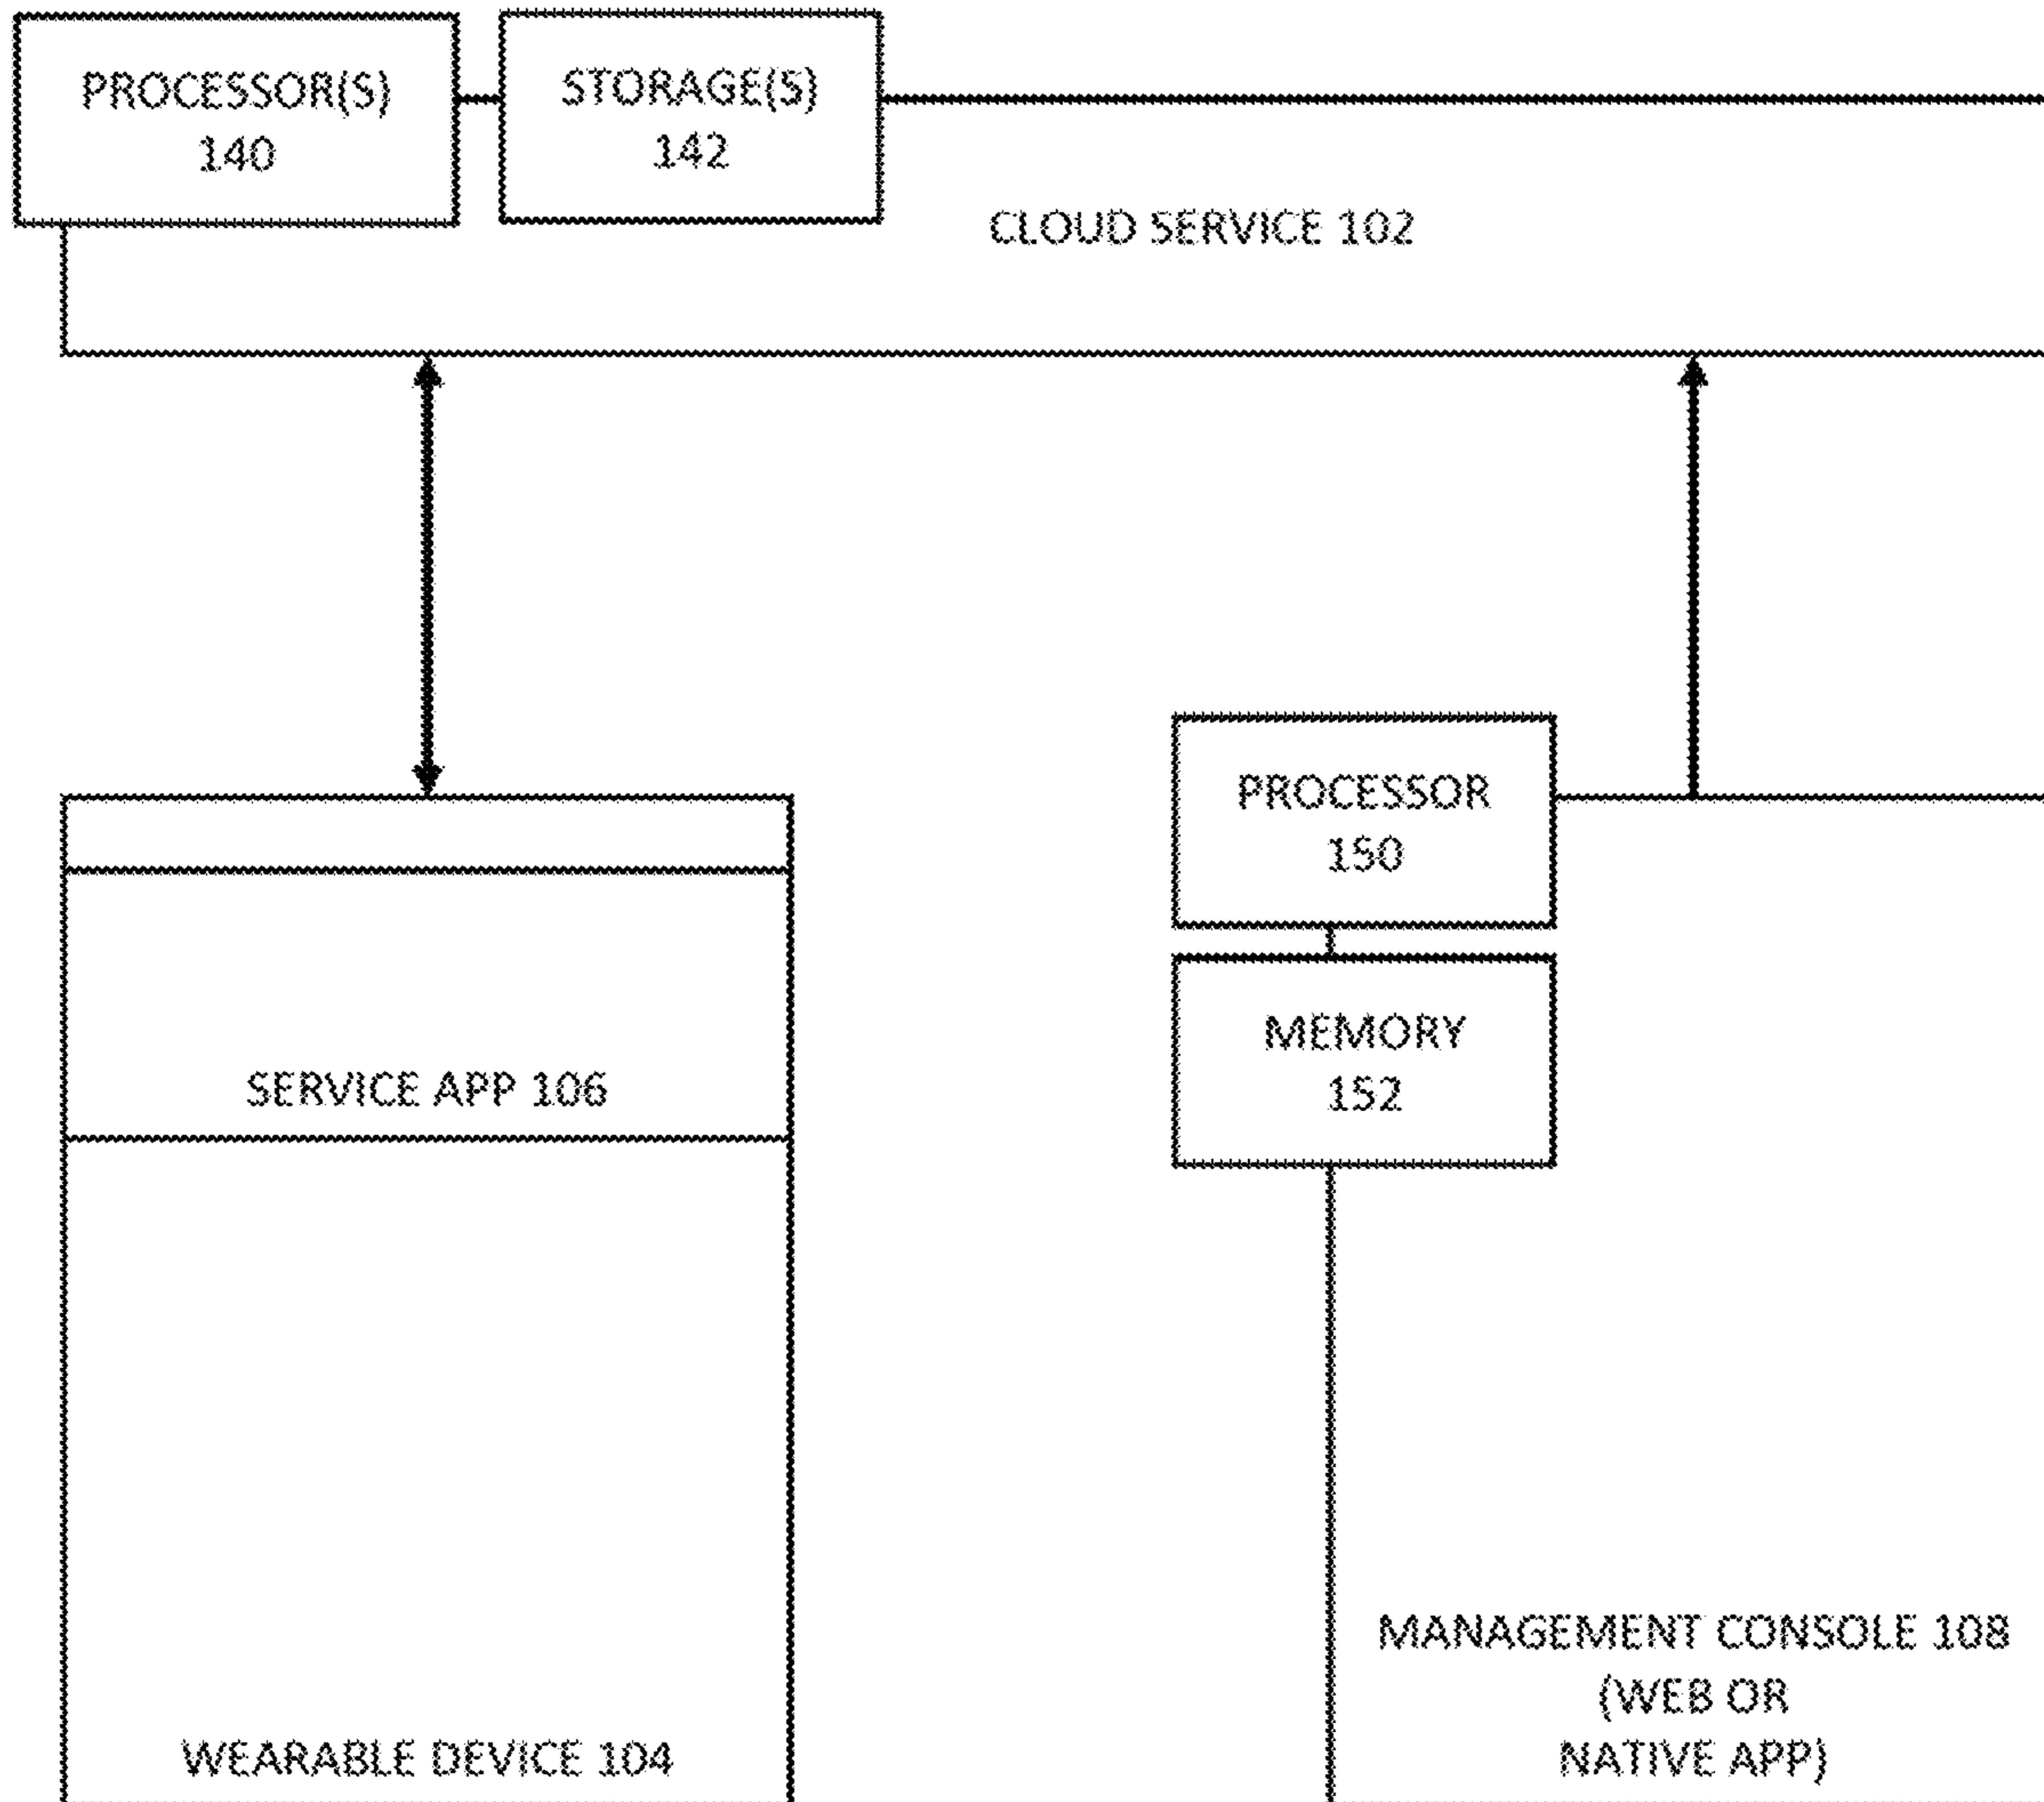 PROCESSOR(S)
140
STORAGE(S)
142
CLOUD SERVICE 102
PROCESSOR
150
MEMORY
152
SERVICE APP 106
WEARABLE DEVICE 104
MANAGEMENT CONSOLE 108
(WEB OR
NATIVE APP)